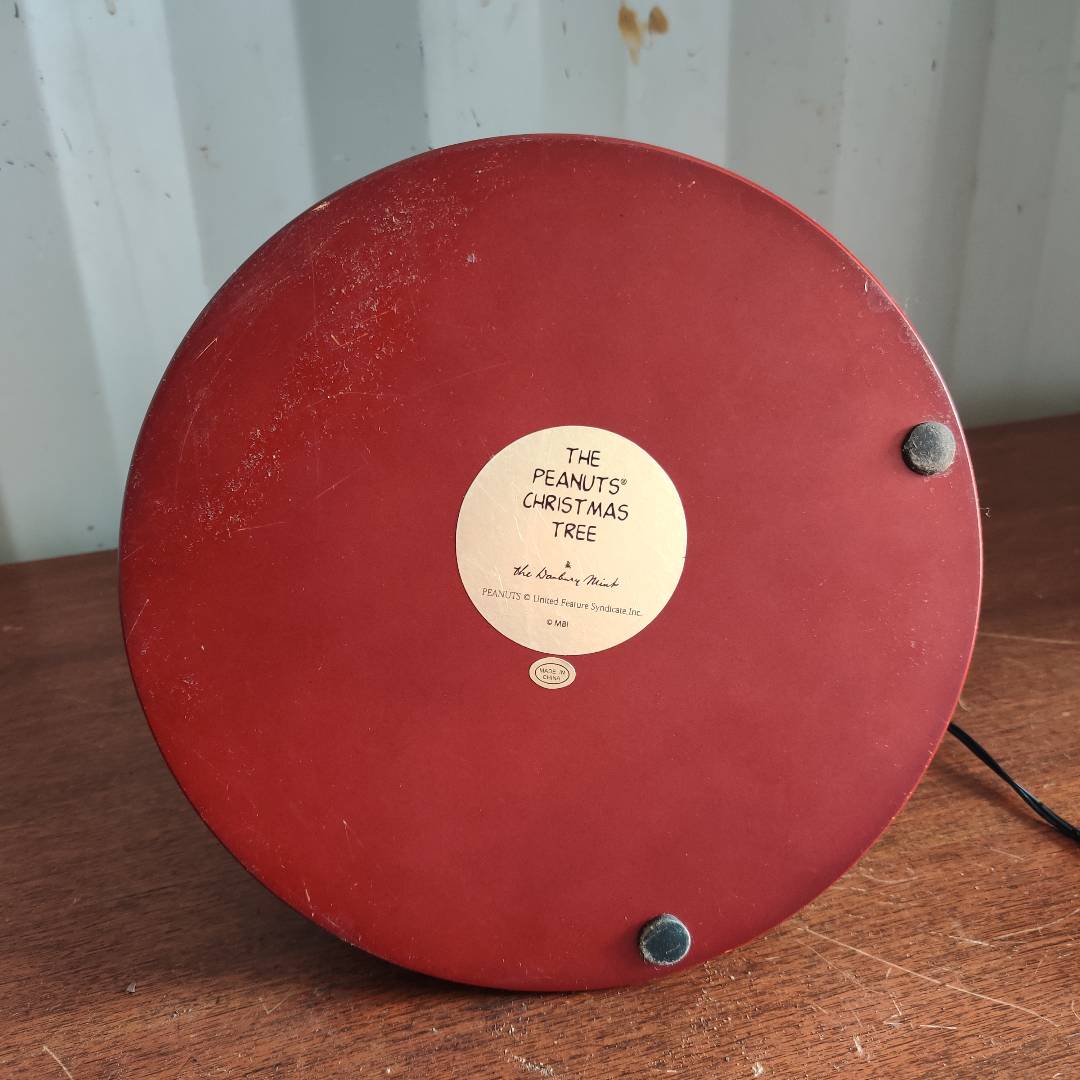 THE
PEANUTS®
CHRISTMAS
TREE
the Danbury Mint
PEANUTS © United Feature Syndicate, Inc.
© MBI
MADE IN
CHINA